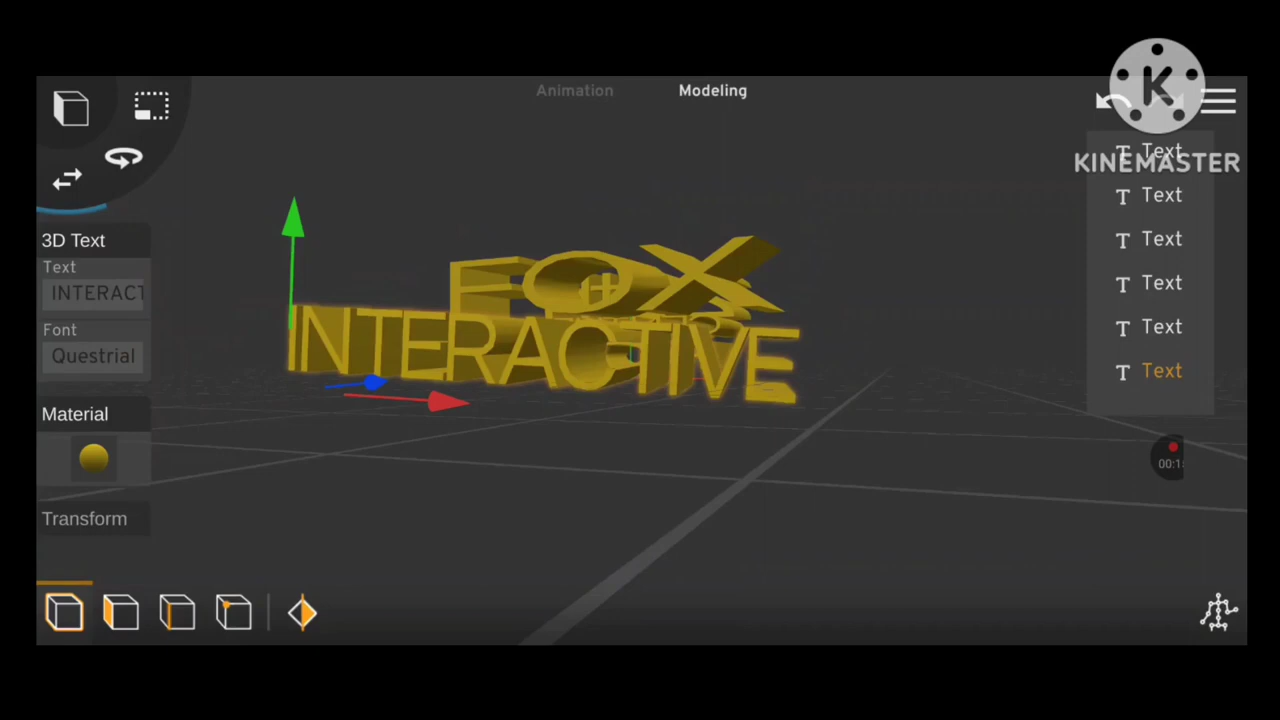 Animation Modeling
K
KINEMASTER
Text
Text
Text
Text
Text
Text
3D Text
Text
INTERACT
Font
Questrial
Material
Transform
FOX
INTERACTIVE